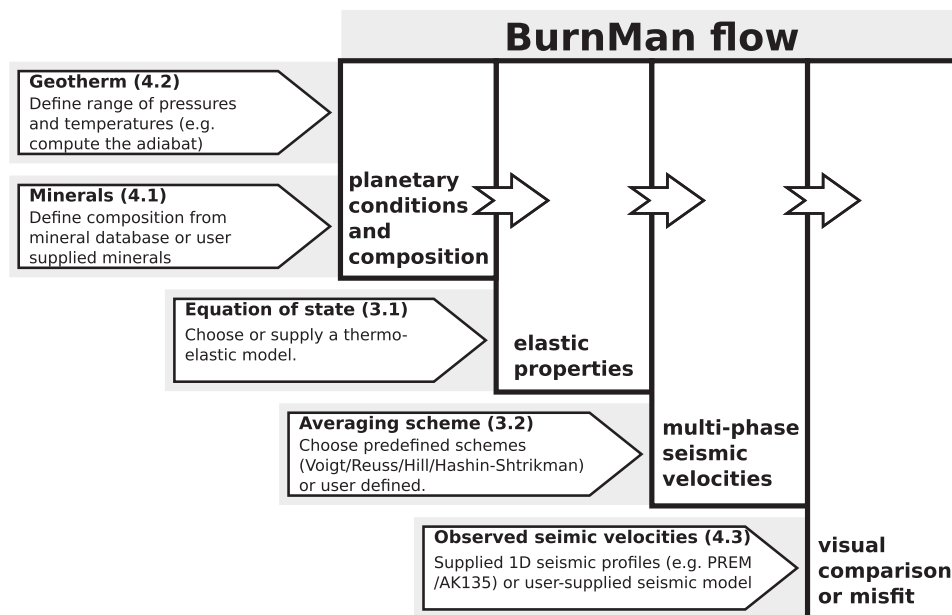 BurnMan flow
Geotherm (4.2)
Define range of pressures
and temperatures (e.g.
compute the adiabat)
Minerals (4.1)
Define composition from
mineral database or user
supplied minerals
planetary
conditions
and
composition
Equation of state (3.1)
Choose or supply a thermo-
elastic model.
elastic
properties
Averaging scheme (3.2)
Choose predefined schemes
(Voigt/Reuss/Hill/Hashin-Shtrikman)
or user defined.
multi-phase
seismic
velocities
Observed seimic velocities (4.3)
Supplied 1D seismic profiles (e.g. PREM
/AK135) or user-supplied seismic model
visual
comparison
or misfit